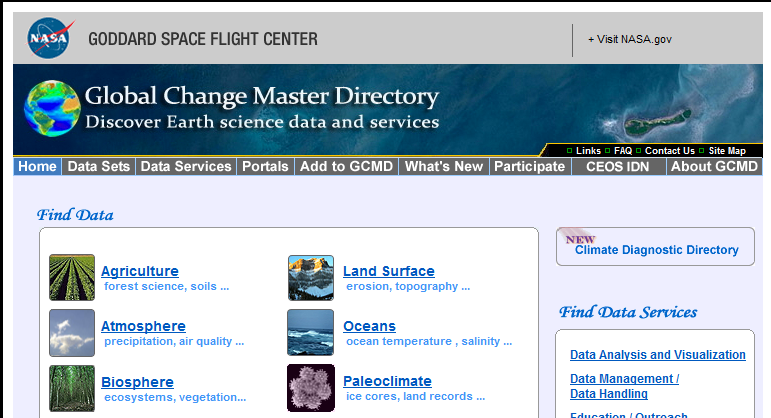 NASA
GODDARD SPACE FLIGHT CENTER
+ Visit NASA.gov
Global Change Master Directory
Discover Earth science data and services
Links FAQ Contact Us Site Map
Home Data Sets Data Services Portals Add to GCMD What's New Participate CEOS IDN About GCMD
Find Data
Agriculture
forest science, soils ...
Land Surface
erosion, topography ...
Atmosphere
precipitation, air quality ...
Oceans
ocean temperature , salinity ...
Biosphere
ecosystems, vegetation...
Paleoclimate
ice cores, land records ...
NEW
Climate Diagnostic Directory
Find Data Services
Data Analysis and Visualization
Data Management /
Data Handling
Education / Outreach